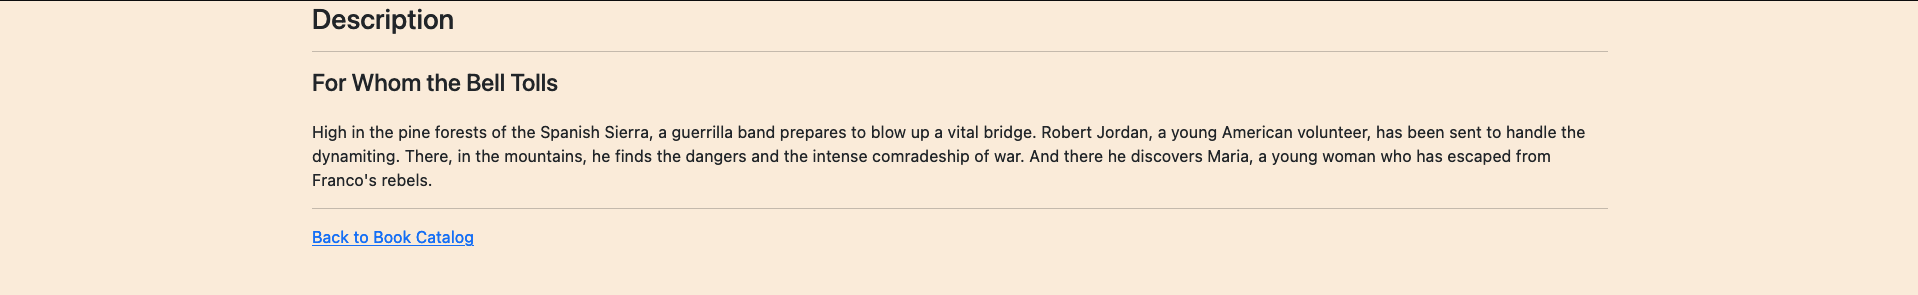 Description
For Whom the Bell Tolls
High in the pine forests of the Spanish Sierra, a guerrilla band prepares to blow up a vital bridge. Robert Jordan, a young American volunteer, has been sent to handle the
dynamiting. There, in the mountains, he finds the dangers and the intense comradeship of war. And there he discovers Maria, a young woman who has escaped from
Franco's rebels.
Back to Book Catalog